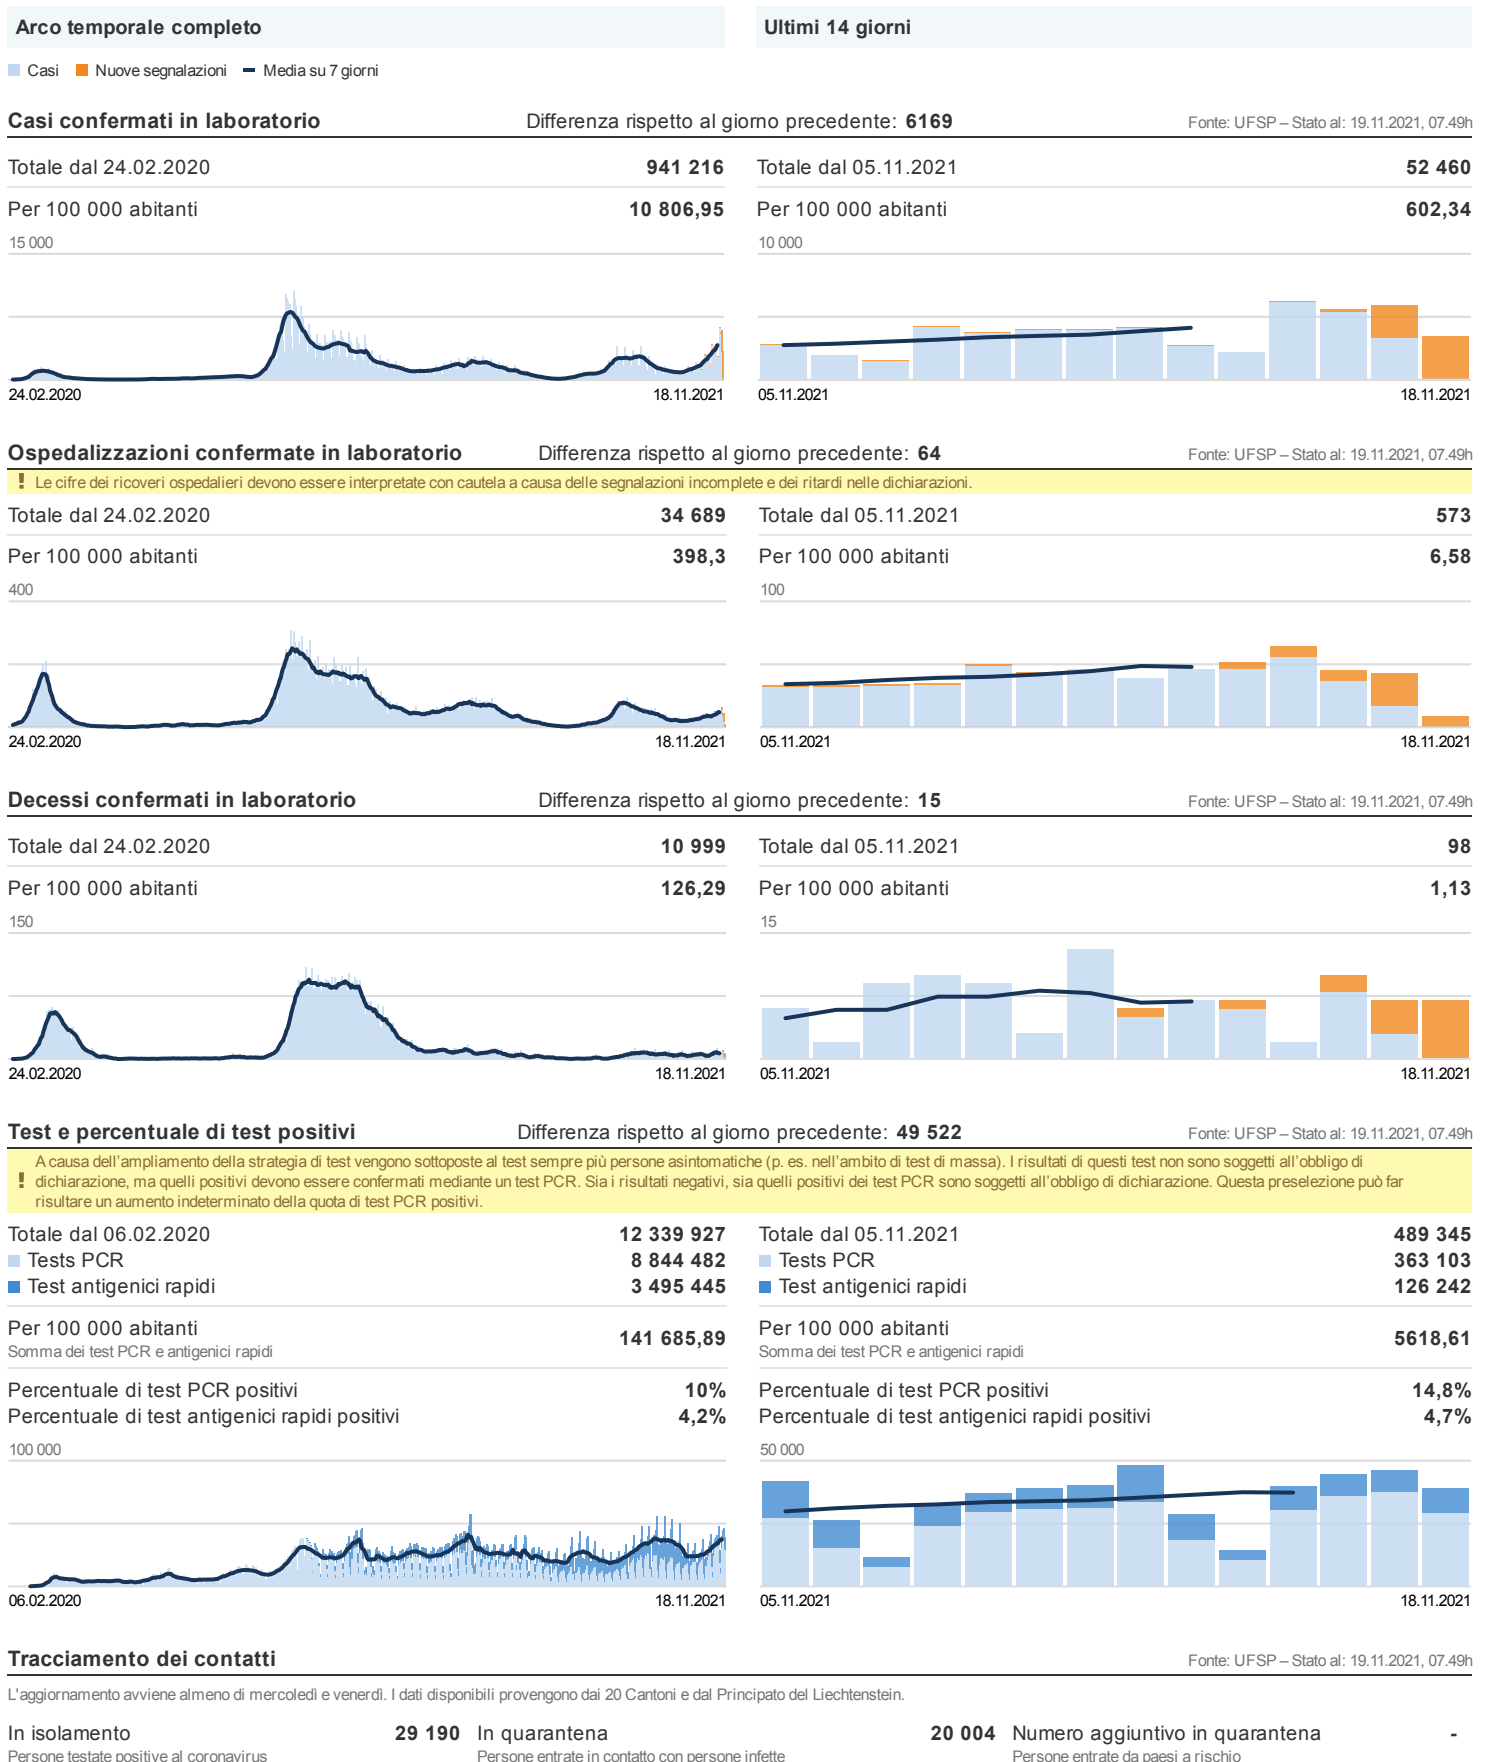 Arco temporale completo
Ultimi 14 giorni
Casi Nuove segnalazioni Media su 7 giorni
Casi confermati in laboratorio Differenza rispetto al giorno precedente: 6169 Fonte: UFSP – Stato al: 19.11.2021, 07.49h
Totale dal 24.02.2020 941 216
Per 100 000 abitanti 10 806,95
15 000
24.02.2020 18.11.2021
Totale dal 05.11.2021 52 460
Per 100 000 abitanti 602,34
10 000
05.11.2021 18.11.2021
Ospedalizzazioni confermate in laboratorio Differenza rispetto al giorno precedente: 64 Fonte: UFSP – Stato al: 19.11.2021, 07.49h
! Le cifre dei ricoveri ospedalieri devono essere interpretate con cautela a causa delle segnalazioni incomplete e dei ritardi nelle dichiarazioni.
Totale dal 24.02.2020 34 689
Per 100 000 abitanti 398,3
400
24.02.2020 18.11.2021
Totale dal 05.11.2021 573
Per 100 000 abitanti 6,58
100
05.11.2021 18.11.2021
Decessi confermati in laboratorio Differenza rispetto al giorno precedente: 15 Fonte: UFSP – Stato al: 19.11.2021, 07.49h
Totale dal 24.02.2020 10 999
Per 100 000 abitanti 126,29
150
24.02.2020 18.11.2021
Totale dal 05.11.2021 98
Per 100 000 abitanti 1,13
15
05.11.2021 18.11.2021
Test e percentuale di test positivi Differenza rispetto al giorno precedente: 49 522 Fonte: UFSP – Stato al: 19.11.2021, 07.49h
A causa dell'ampliamento della strategia di test vengono sottoposte al test sempre più persone asintomatiche (p. es. nell'ambito di test di massa). I risultati di questi test non sono soggetti all'obbligo di
! dichiarazione, ma quelli positivi devono essere confermati mediante un test PCR. Sia i risultati negativi, sia quelli positivi dei test PCR sono soggetti all'obbligo di dichiarazione. Questa preselezione può far
risultare un aumento indeterminato della quota di test PCR positivi.
Totale dal 06.02.2020 12 339 927
Tests PCR 8 844 482
Test antigenici rapidi 3 495 445
Per 100 000 abitanti 141 685,89
Somma dei test PCR e antigenici rapidi
Percentuale di test PCR positivi 10%
Percentuale di test antigenici rapidi positivi 4,2%
100 000
06.02.2020 18.11.2021
Totale dal 05.11.2021 489 345
Tests PCR 363 103
Test antigenici rapidi 126 242
Per 100 000 abitanti 5618,61
Somma dei test PCR e antigenici rapidi
Percentuale di test PCR positivi 14,8%
Percentuale di test antigenici rapidi positivi 4,7%
50 000
05.11.2021 18.11.2021
Tracciamento dei contatti Fonte: UFSP – Stato al: 19.11.2021, 07.49h
L'aggiornamento avviene almeno di mercoledì e venerdì. I dati disponibili provengono dai 20 Cantoni e dal Principato del Liechtenstein.
In isolamento 29 190 In quarantena 20 004 Numero aggiuntivo in quarantena -
Persone testate positive al coronavirus Persone entrate in contatto con persone infette Persone entrate da paesi a rischio